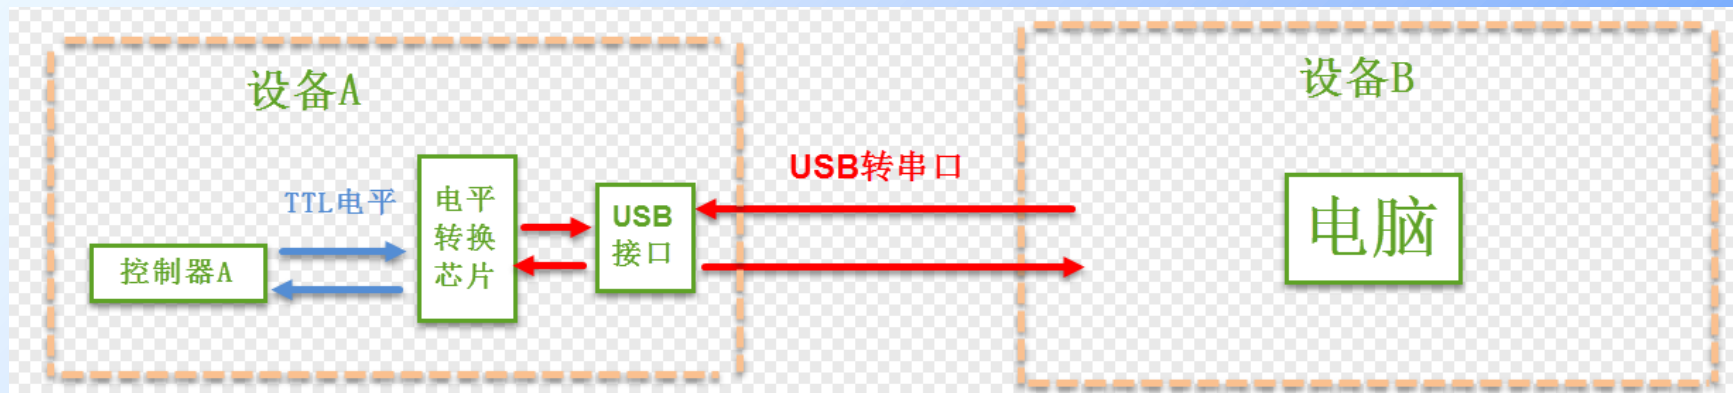 设备A
设备B
USB转串口
TTL电平
电平
转换
芯片
USB
接口
控制器A
电脑